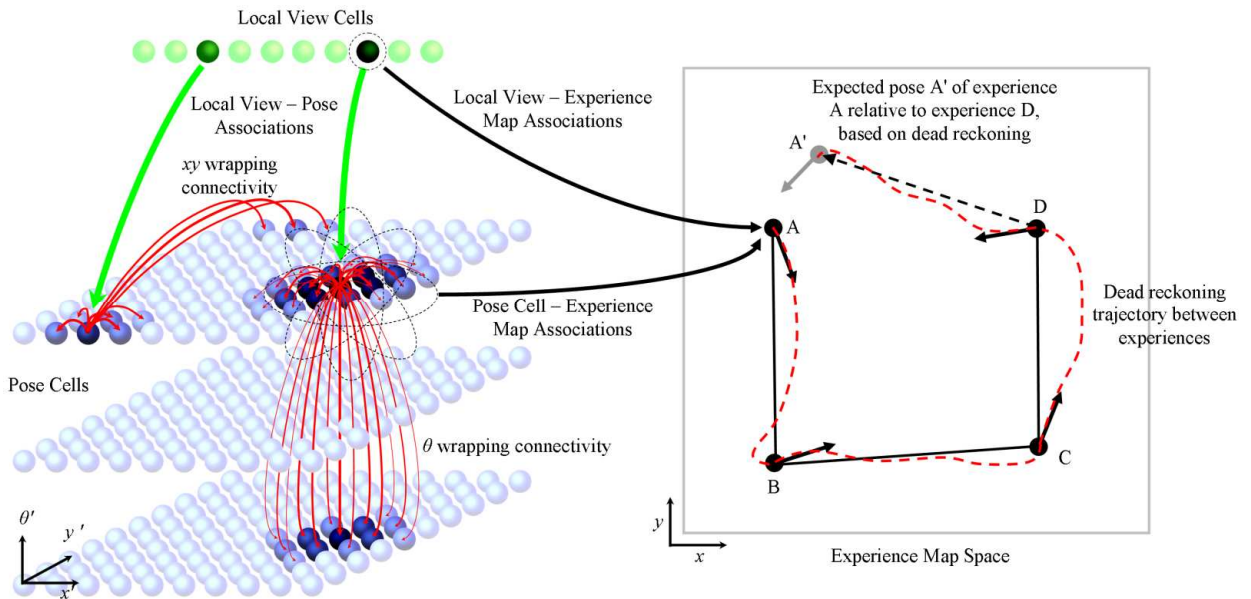 Local View Cells
Local View – Pose
Associations
xy wrapping
connectivity
Local View – Experience
Map Associations
Pose Cell – Experience
Map Associations
Pose Cells
θ wrapping connectivity
θ'
y '
x'
Expected pose A' of experience
A relative to experience D,
based on dead reckoning
A'
A
D
Dead reckoning
trajectory between
experiences
B
C
y
x
Experience Map Space